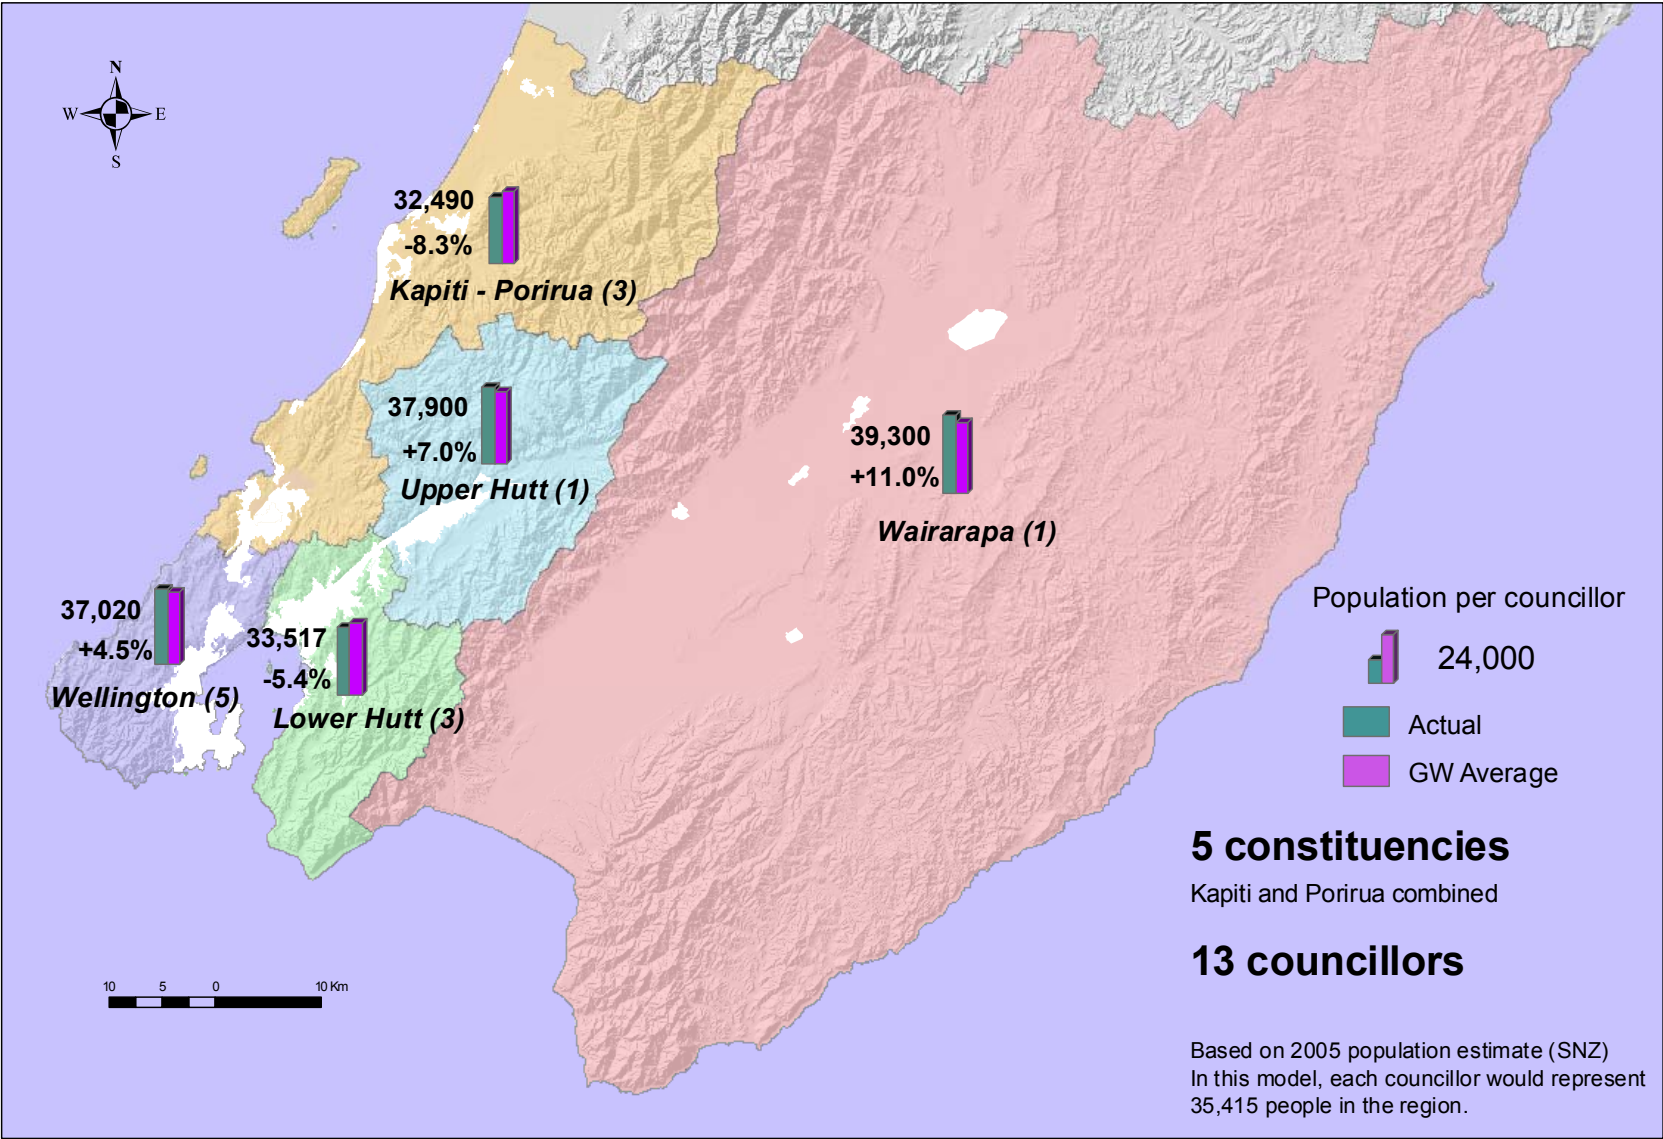 N
W E
S
32,490
-8.3%
Kapiti - Porirua (3)
37,900
+7.0%
Upper Hutt (1)
39,300
+11.0%
Wairarapa (1)
37,020
+4.5%
Wellington (5)
33,517
-5.4%
Lower Hutt (3)
Population per councillor
24,000
Actual
GW Average
5 constituencies
Kapiti and Porirua combined
13 councillors
10 5 0 10 Km
Based on 2005 population estimate (SNZ)
In this model, each councillor would represent
35,415 people in the region.